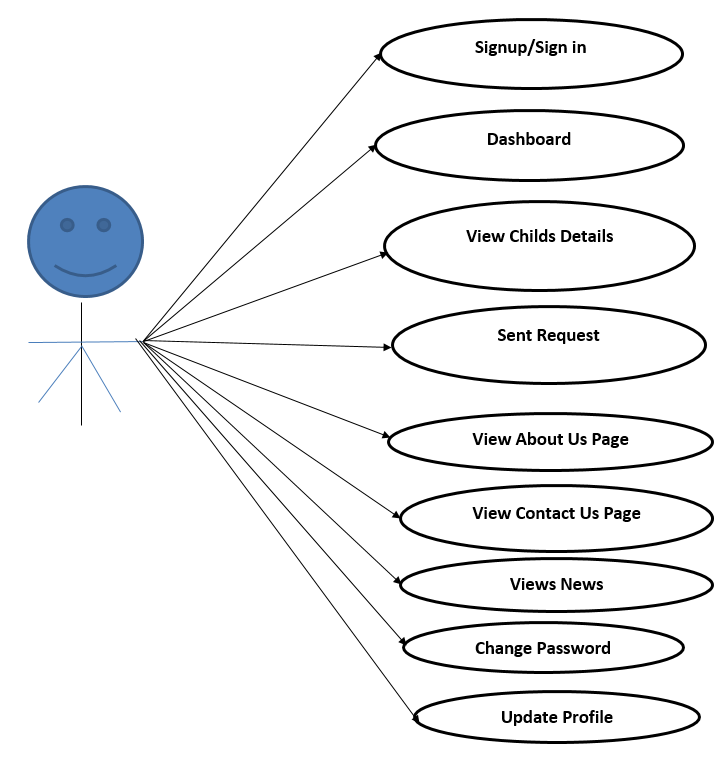 Signup/Sign in
Dashboard
View Childs Details
Sent Request
View About Us Page
View Contact Us Page
Views News
Change Password
Update Profile